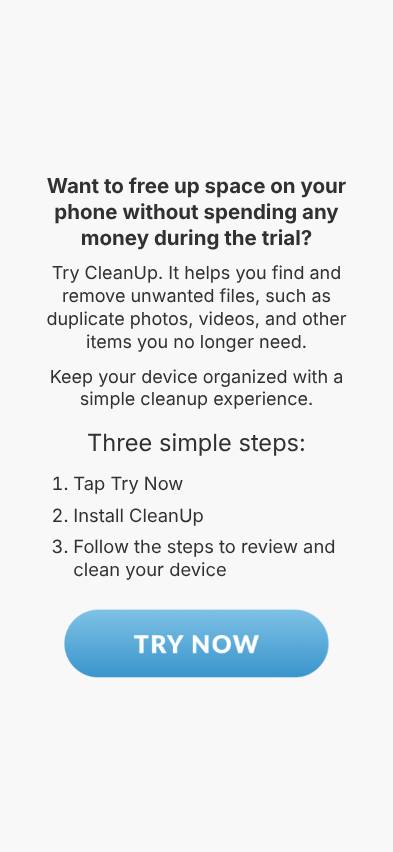 Want to free up space on your
phone without spending any
money during the trial?
Try CleanUp. It helps you find and
remove unwanted files, such as
duplicate photos, videos, and other
items you no longer need.
Keep your device organized with a
simple cleanup experience.
Three simple steps:
1. Tap Try Now
2. Install CleanUp
3. Follow the steps to review and
clean your device
TRY NOW